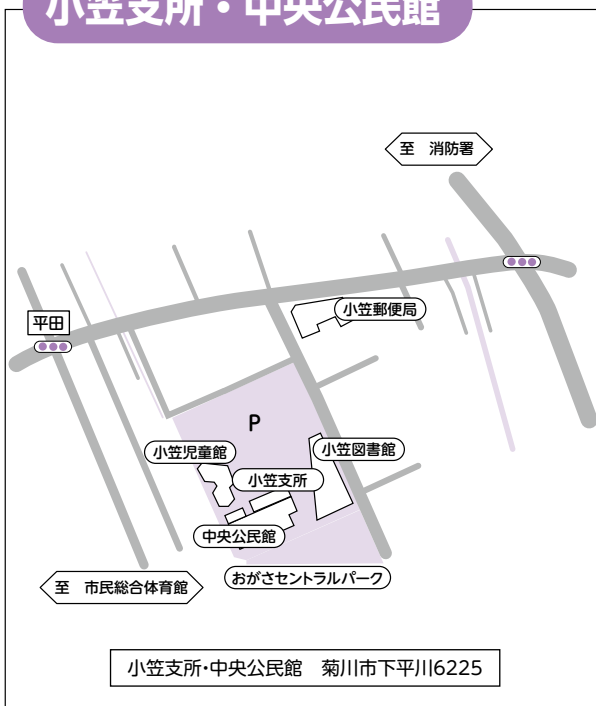 小笠支所・中央公民館
至　消防署
小笠郵便局
平田
P
小笠児童館
小笠図書館
小笠支所
中央公民館
おがさセントラルパーク
至　市民総合体育館
小笠支所・中央公民館　菊川市下平川6225